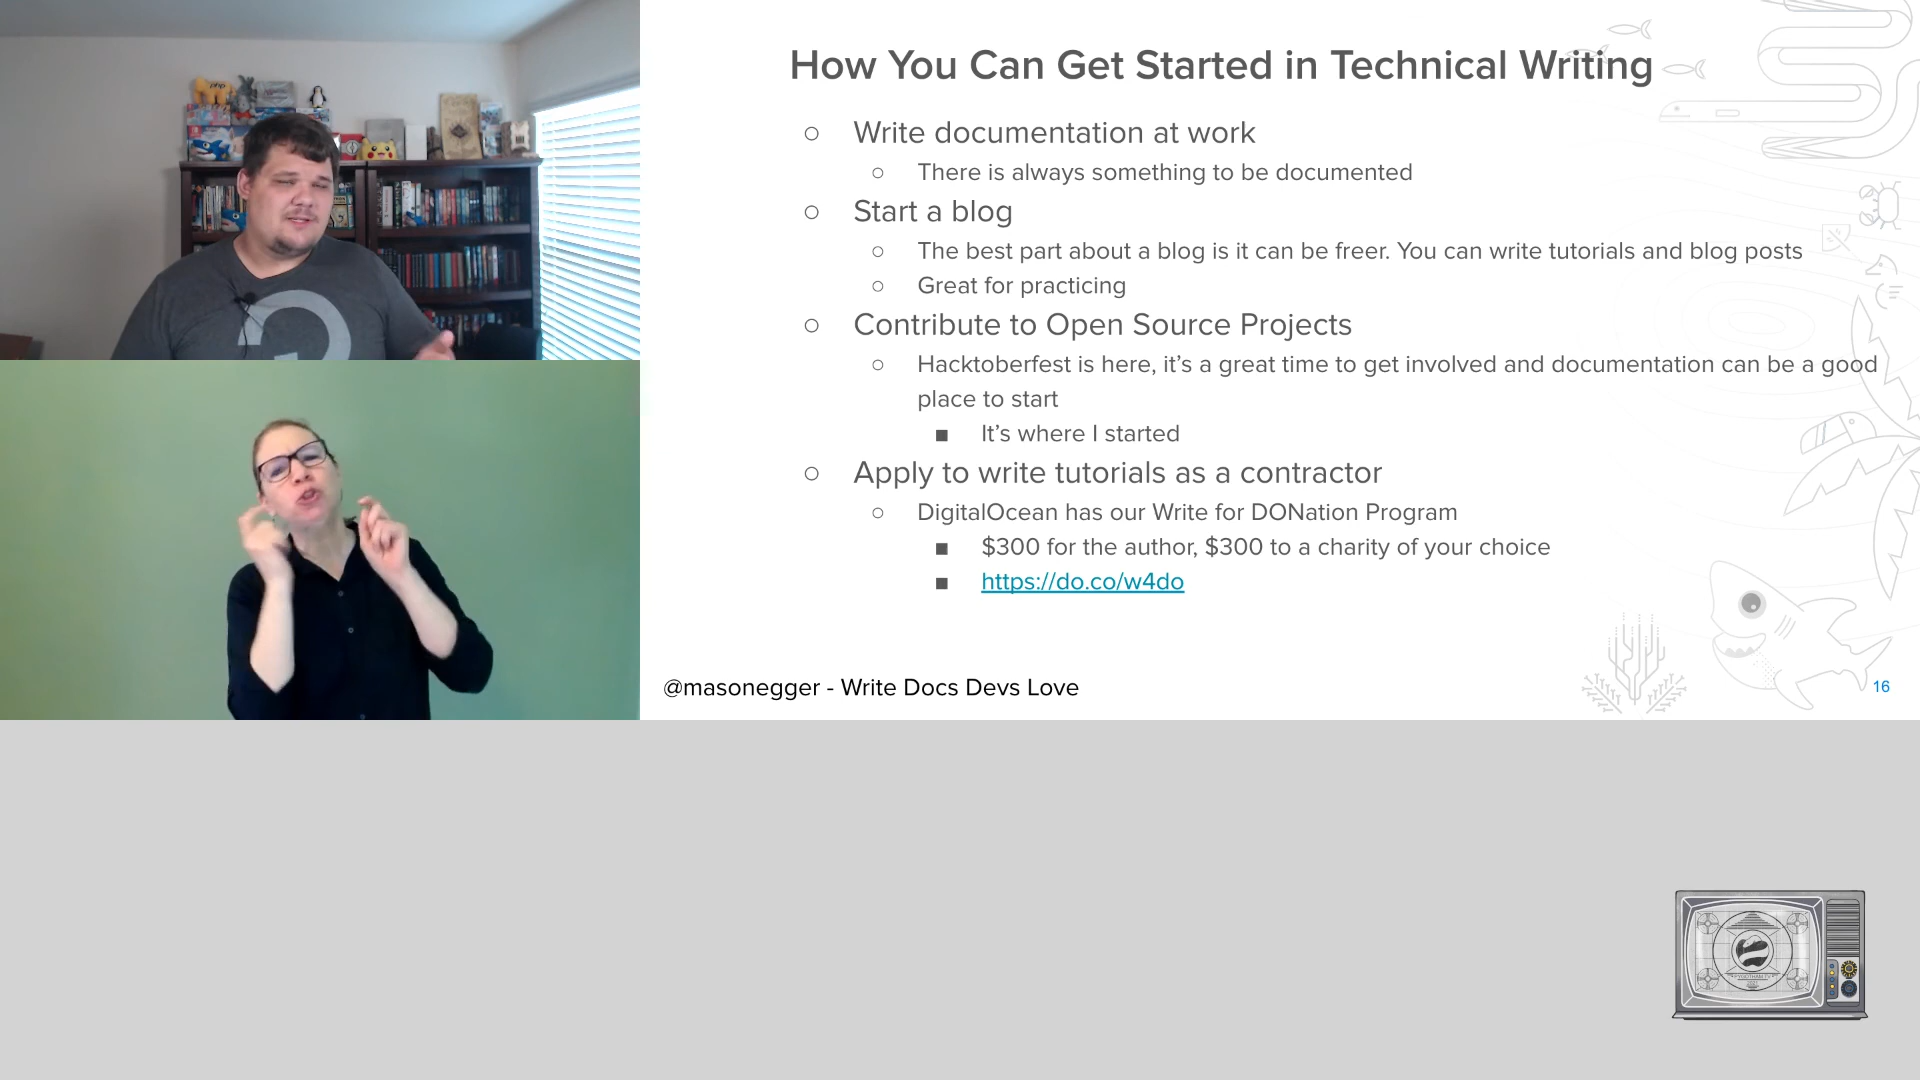 How You Can Get Started in Technical Writing
○ Write documentation at work
○ There is always something to be documented
○ Start a blog
○ The best part about a blog is it can be freer. You can write tutorials and blog posts
○ Great for practicing
○ Contribute to Open Source Projects
○ Hacktoberfest is here, it’s a great time to get involved and documentation can be a good
place to start
■ It’s where I started
○ Apply to write tutorials as a contractor
○ DigitalOcean has our Write for DONation Program
■ $300 for the author, $300 to a charity of your choice
■ https://do.co/w4do
@masonegger - Write Docs Devs Love
16